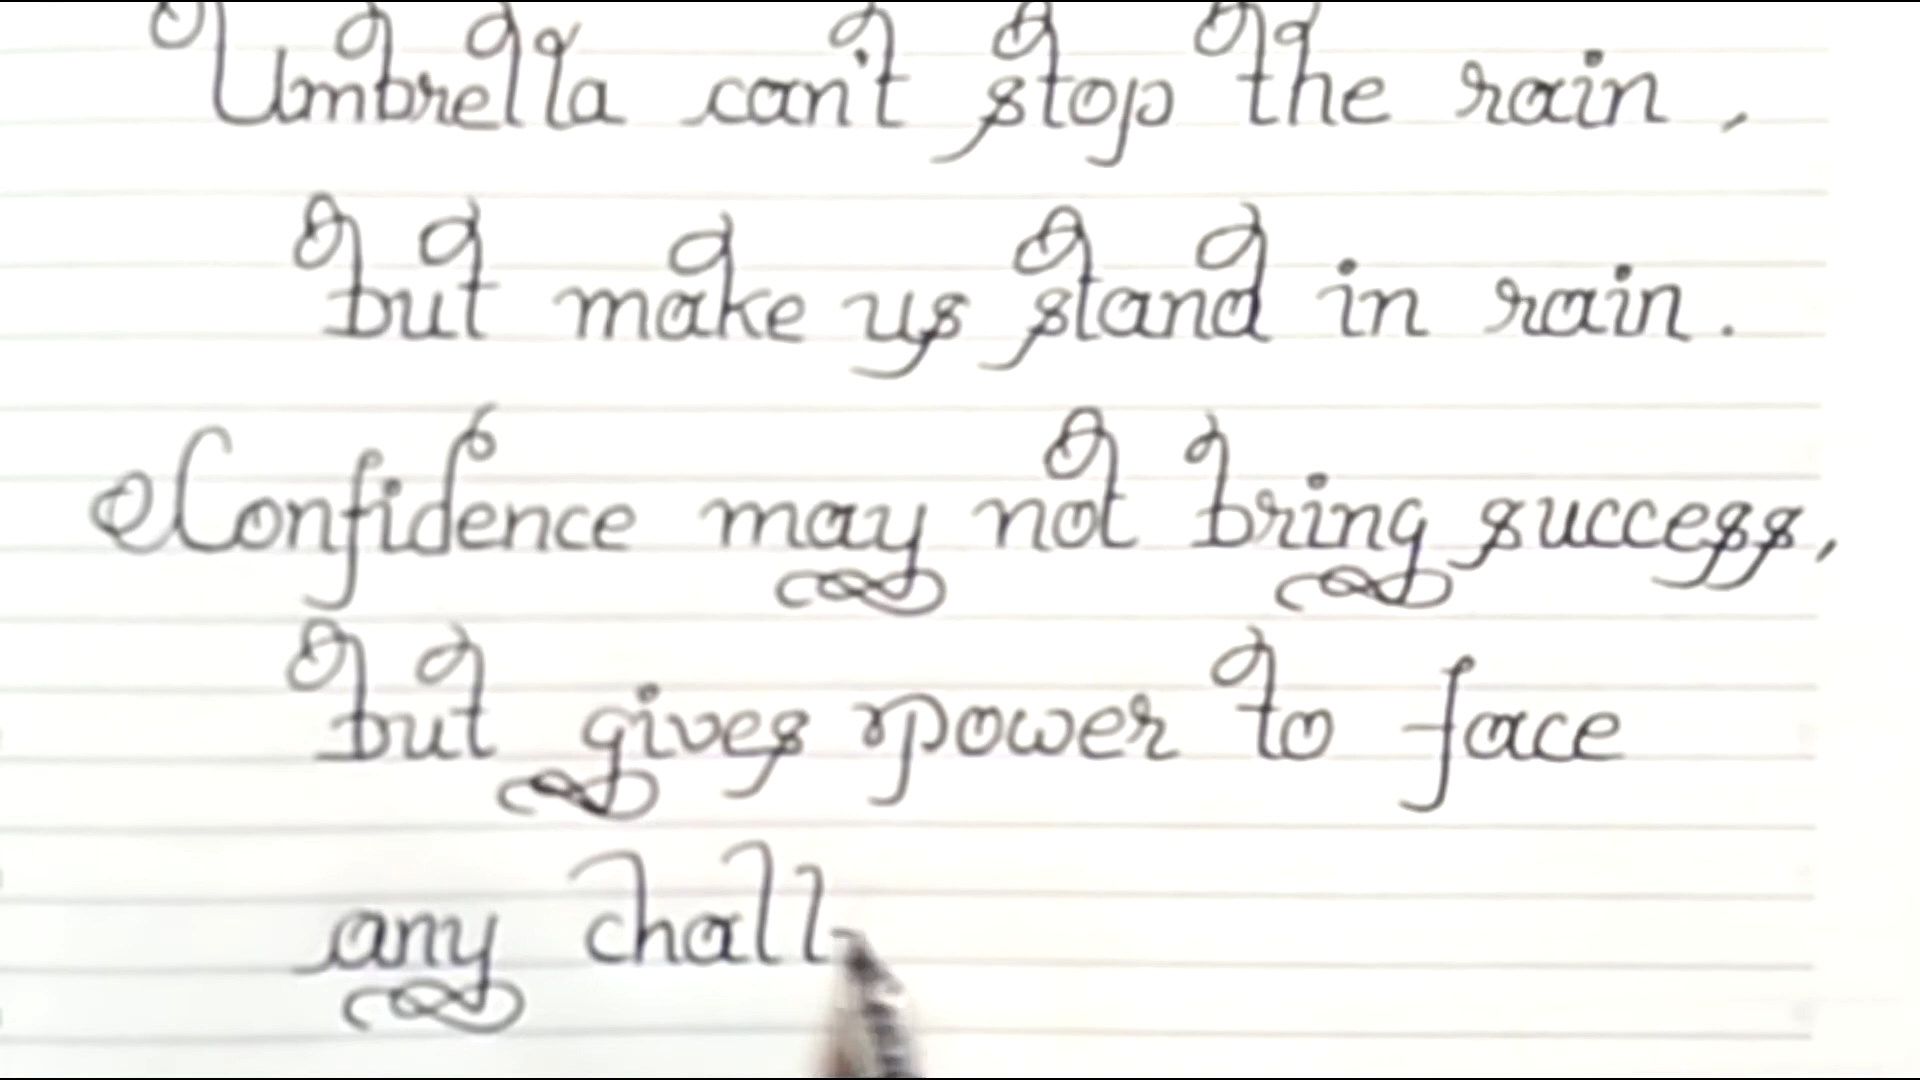 Umbrella can't stop the rain,
but make us stand in rain.
Confidence may not bring success,
but gives power to face
any chall